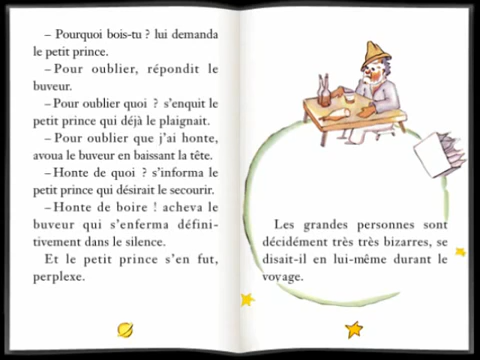 – Pourquoi bois-tu ? lui demanda
le petit prince.
– Pour oublier, répondit le
buveur.
– Pour oublier quoi ? s'enquit le
petit prince qui déjà le plaignait.
– Pour oublier que j'ai honte,
avoua le buveur en baissant la tête.
– Honte de quoi ? s'informa le
petit prince qui désirait le secourir.
– Honte de boire ! acheva le
buveur qui s'enferma défini-
tivement dans le silence.
Et le petit prince s'en fut,
perplexe.
Les grandes personnes sont
décidément très très bizarres, se
disait-il en lui-même durant le
voyage.